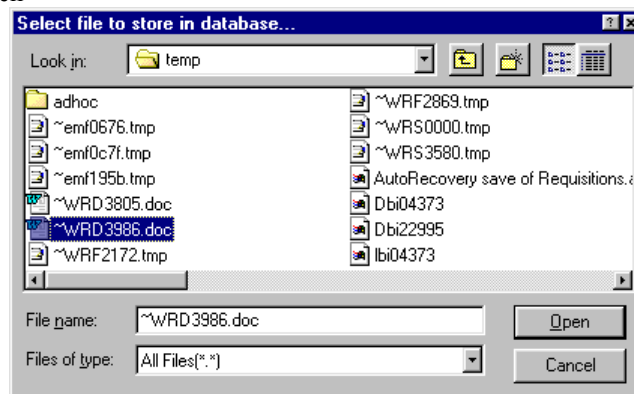 Select file to store in database...
Look in: temp
adhoc
~emf0676.tmp
~emf0c7f.tmp
~emf195b.tmp
~WRD3805.doc
~WRD3986.doc
~WRF2172.tmp
~WRF2869.tmp
~WRS0000.tmp
~WRS3580.tmp
AutoRecovery save of Requisitions.a
Dbi04373
Dbi22995
Ibi04373
File name: ~WRD3986.doc
Open
Files of type: All Files(*.*)
Cancel